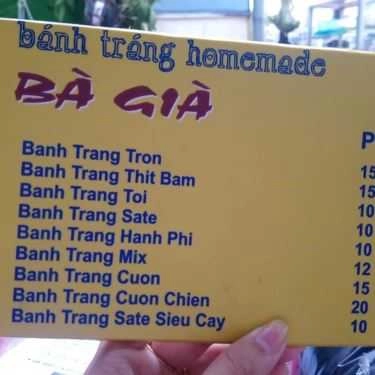 bánh tráng homemade
BÀ GIÀ
P
Banh Trang Tron 15
Banh Trang Thit Bam 15
Banh Trang Toi 10
Banh Trang Sate 10
Banh Trang Hanh Phi 10
Banh Trang Mix 12
Banh Trang Cuon 15
Banh Trang Cuon Chien 20
Banh Trang Sate Sieu Cay 10